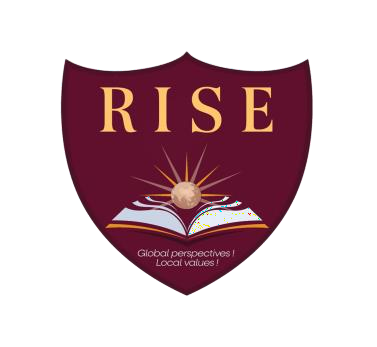 RISE
Global perspectives !
Local values !